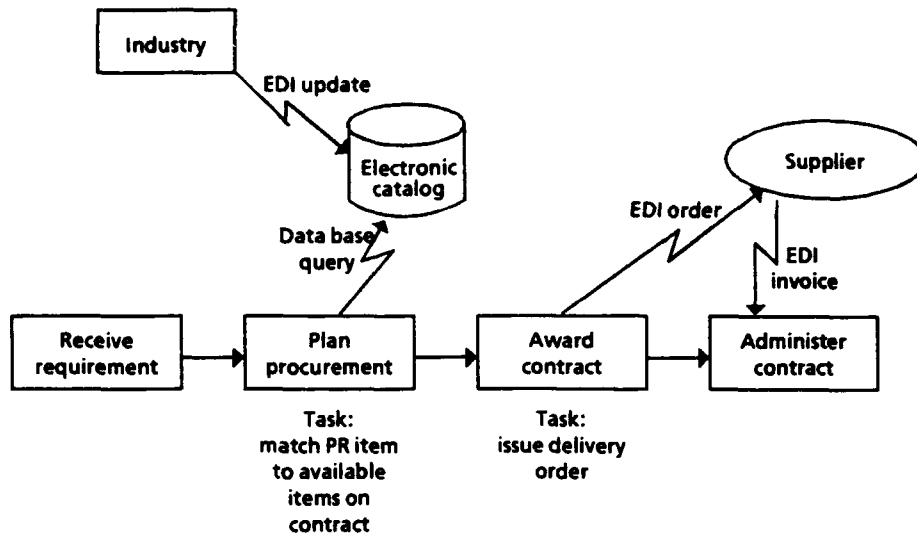 Industry
EDI update
Electronic
catalog
Supplier
EDI order
Data base
query
EDI
invoice
Receive
requirement
Plan
procurement
Award
contract
Administer
contract
Task:
match PR item
to available
items on
contract
Task:
issue delivery
order